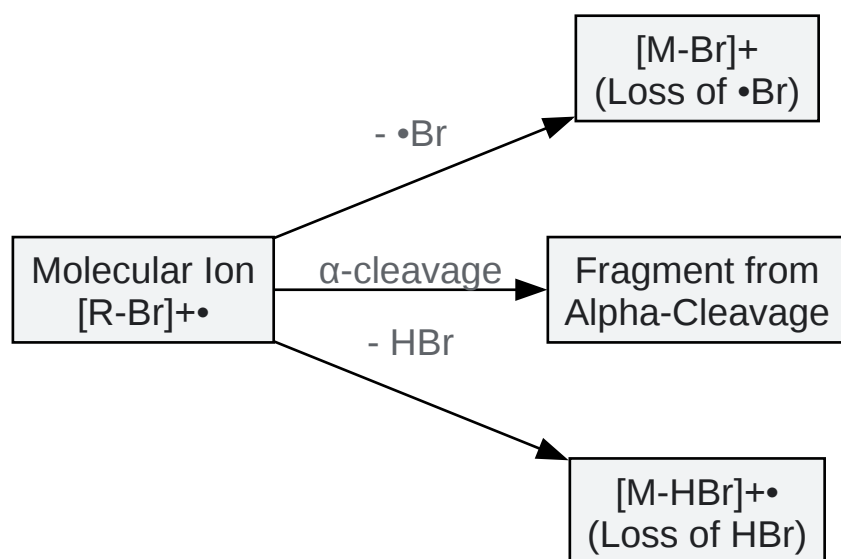 [M-Br]+
(Loss of •Br)
- •Br
Molecular Ion
[R-Br]+•
α-cleavage
Fragment from
Alpha-Cleavage
- HBr
[M-HBr]+•
(Loss of HBr)